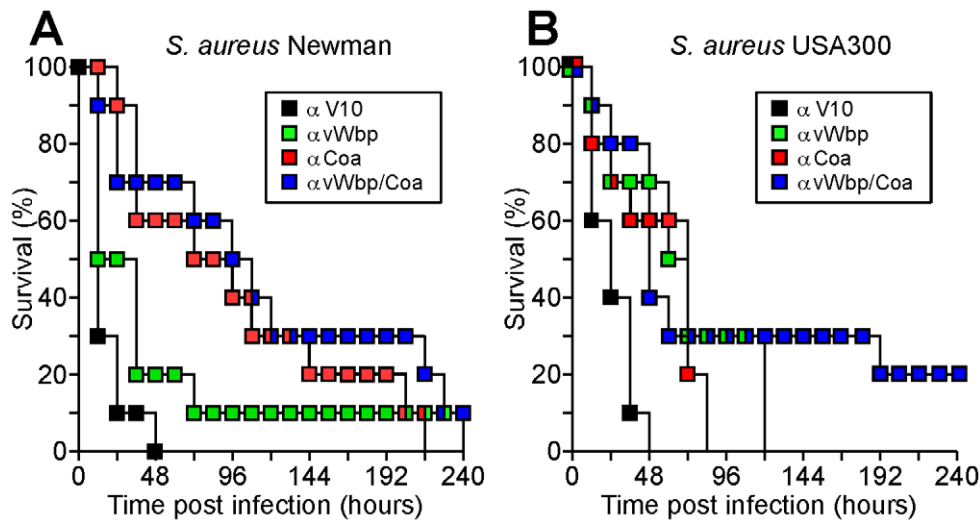 A
S. aureus Newman
α V10
α vWbp
α Coa
α vWbp/Coa
Survival (%)
100
80
60
40
20
0
0 48 96 144 192 240
Time post infection (hours)
B
S. aureus USA300
α V10
α vWbp
α Coa
α vWbp/Coa
Survival (%)
100
80
60
40
20
0
0 48 96 144 192 240
Time post infection (hours)